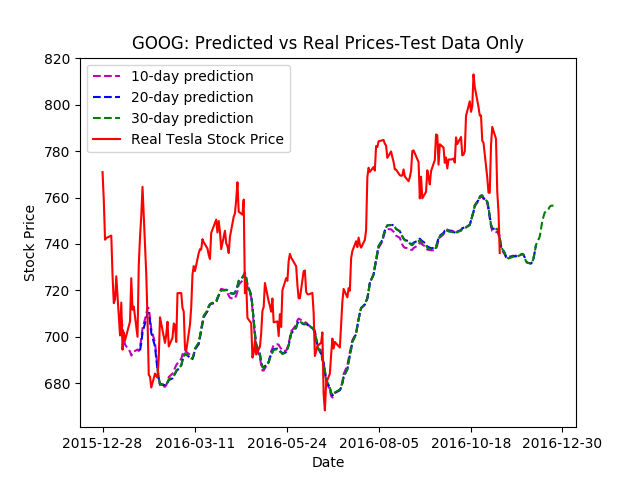 GOOG: Predicted vs Real Prices-Test Data Only
10-day prediction
20-day prediction
30-day prediction
Real Tesla Stock Price
Stock Price
820
800
780
760
740
720
700
680
2015-12-28 2016-03-11 2016-05-24 2016-08-05 2016-10-18 2016-12-30
Date